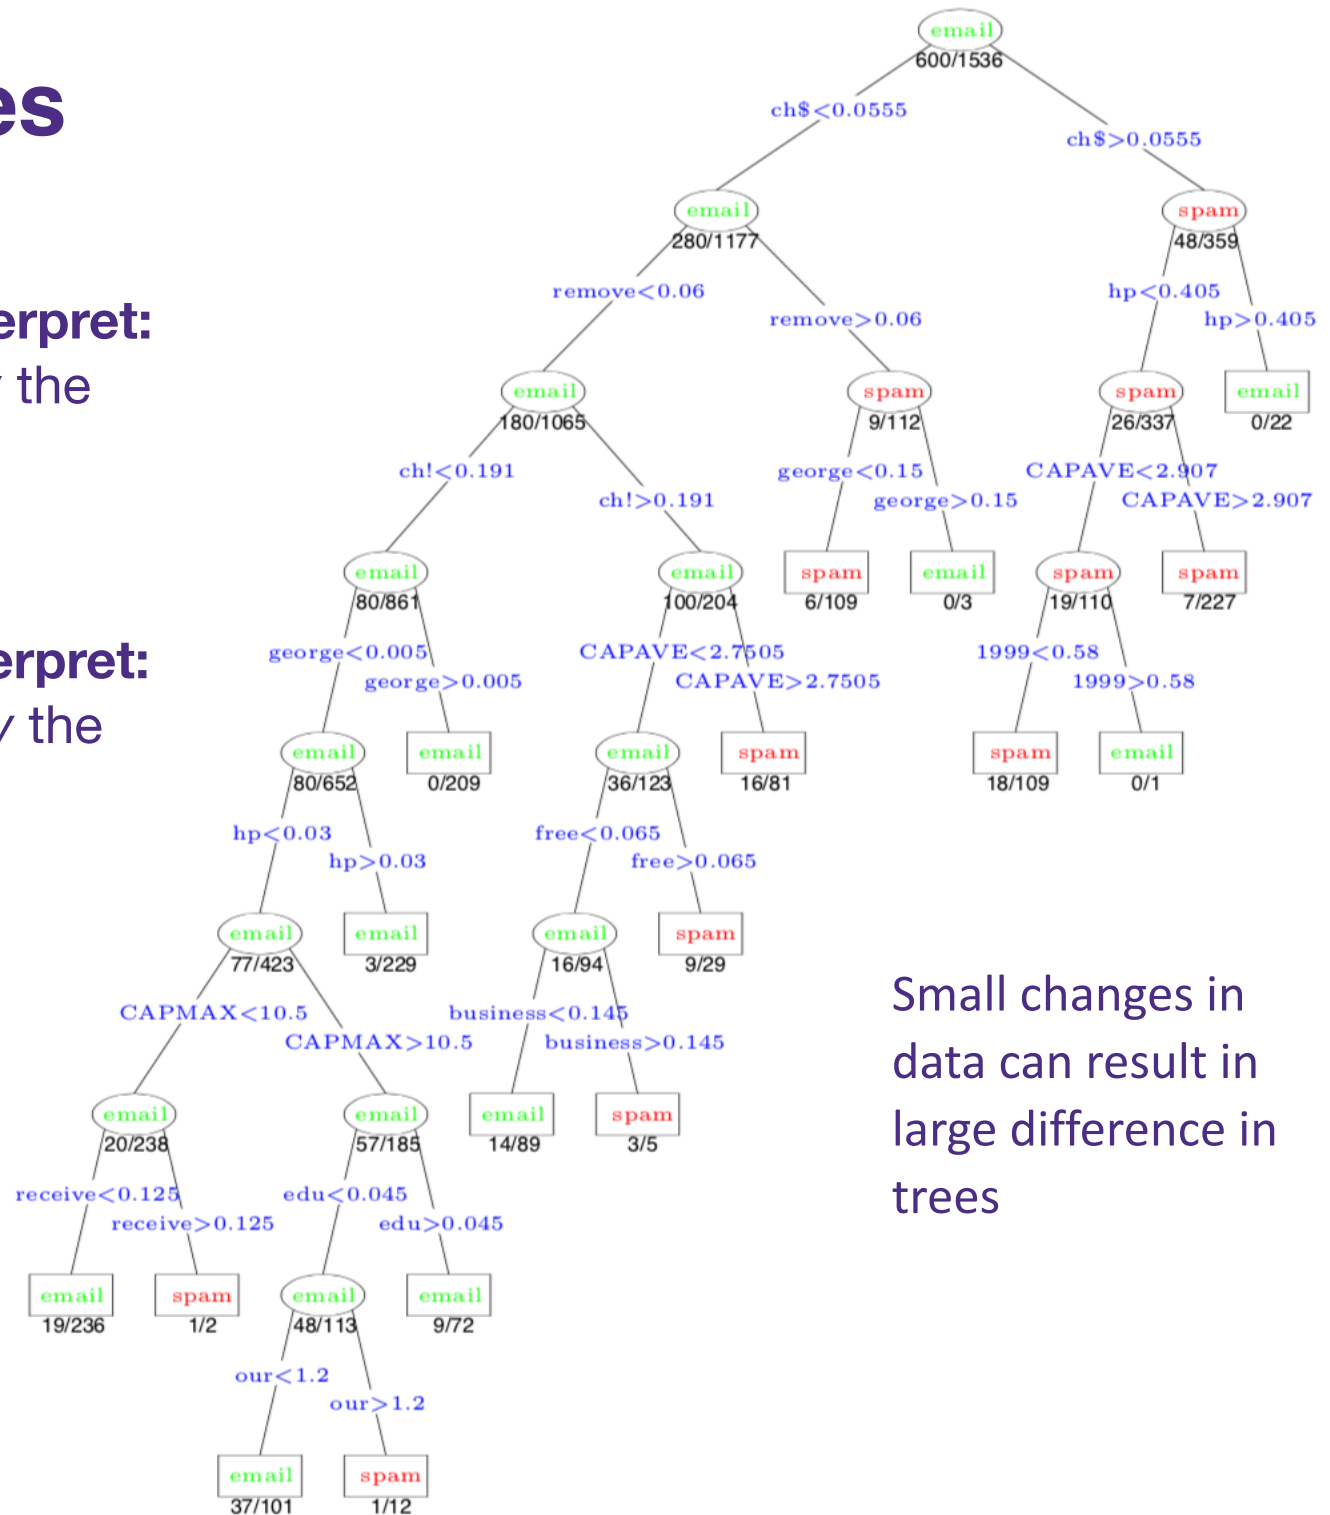 es
erpret:
the
erpret:
y the
email
600/1536
ch$<0.0555
ch$>0.0555
email
280/1177
spam
48/359
remove<0.06
remove>0.06
hp<0.405
hp>0.405
email
180/1065
spam
9/112
spam
26/337
email
0/22
ch!<0.191
ch!>0.191
george<0.15
george>0.15
CAPAVE<2.907
CAPAVE>2.907
email
80/861
email
100/204
spam
6/109
email
0/3
spam
19/110
spam
7/227
george<0.005
george>0.005
CAPAVE<2.7505
CAPAVE>2.7505
1999<0.58
1999>0.58
email
80/652
email
0/209
email
36/123
spam
16/81
spam
18/109
email
0/1
hp<0.03
hp>0.03
free<0.065
free>0.065
email
77/423
email
3/229
email
16/94
spam
9/29
CAPMAX<10.5
CAPMAX>10.5
business<0.145
business>0.145
email
20/238
email
57/185
email
14/89
spam
3/5
receive<0.125
receive>0.125
edu<0.045
edu>0.045
email
19/236
spam
1/2
email
48/113
email
9/72
our<1.2
our>1.2
email
37/101
spam
1/12
Small changes in
data can result in
large difference in
trees